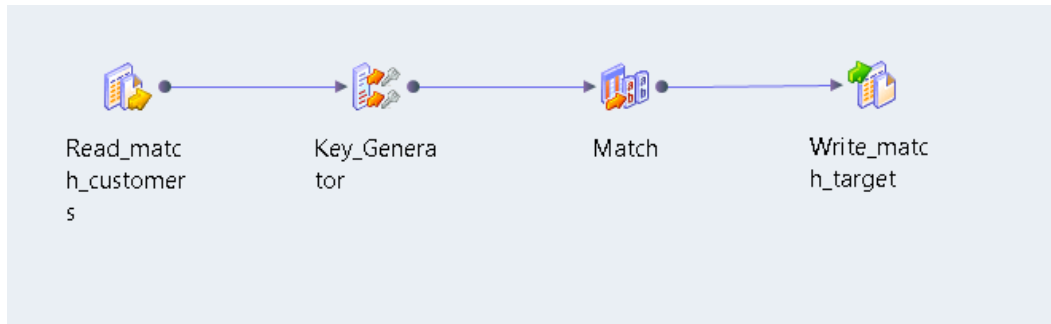 Read_matc
h_customer
s
Key_Genera
tor
Match
Write_matc
h_target